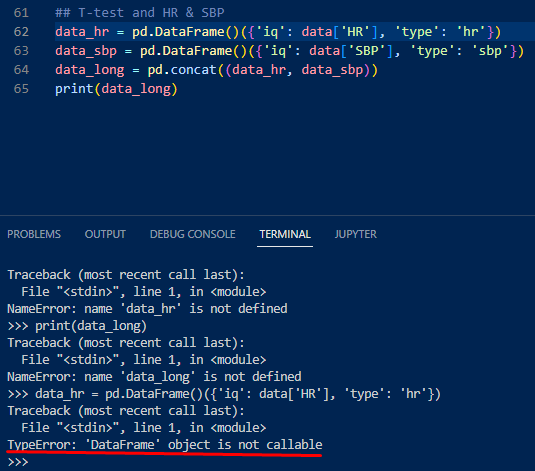 61 ## T-test and HR & SBP
62 data_hr = pd.DataFrame()({'iq': data['HR'], 'type': 'hr'})
63 data_sbp = pd.DataFrame()({'iq': data['SBP'], 'type': 'sbp'})
64 data_long = pd.concat((data_hr, data_sbp))
65 print(data_long)
PROBLEMS OUTPUT DEBUG CONSOLE TERMINAL JUPYTER
Traceback (most recent call last):
  File "<stdin>", line 1, in <module>
NameError: name 'data_hr' is not defined
>>> print(data_long)
Traceback (most recent call last):
  File "<stdin>", line 1, in <module>
NameError: name 'data_long' is not defined
>>> data_hr = pd.DataFrame()({'iq': data['HR'], 'type': 'hr'})
Traceback (most recent call last):
  File "<stdin>", line 1, in <module>
TypeError: 'DataFrame' object is not callable
>>>